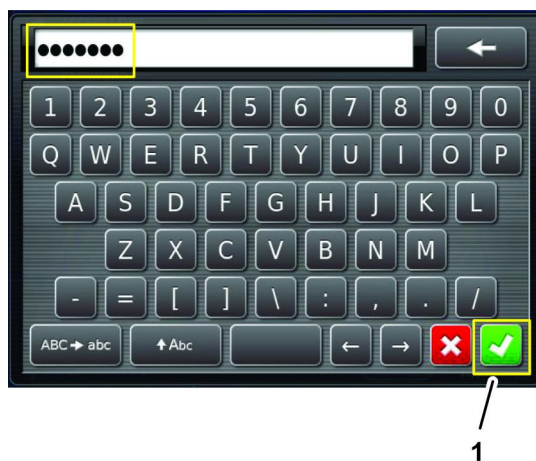 ●●●●●●●
1 2 3 4 5 6 7 8 9 0
Q W E R T Y U I O P
A S D F G H J K L
Z X C V B N M
- = [ ] \ : , . /
ABC → abc ↑ Abc ← →
1